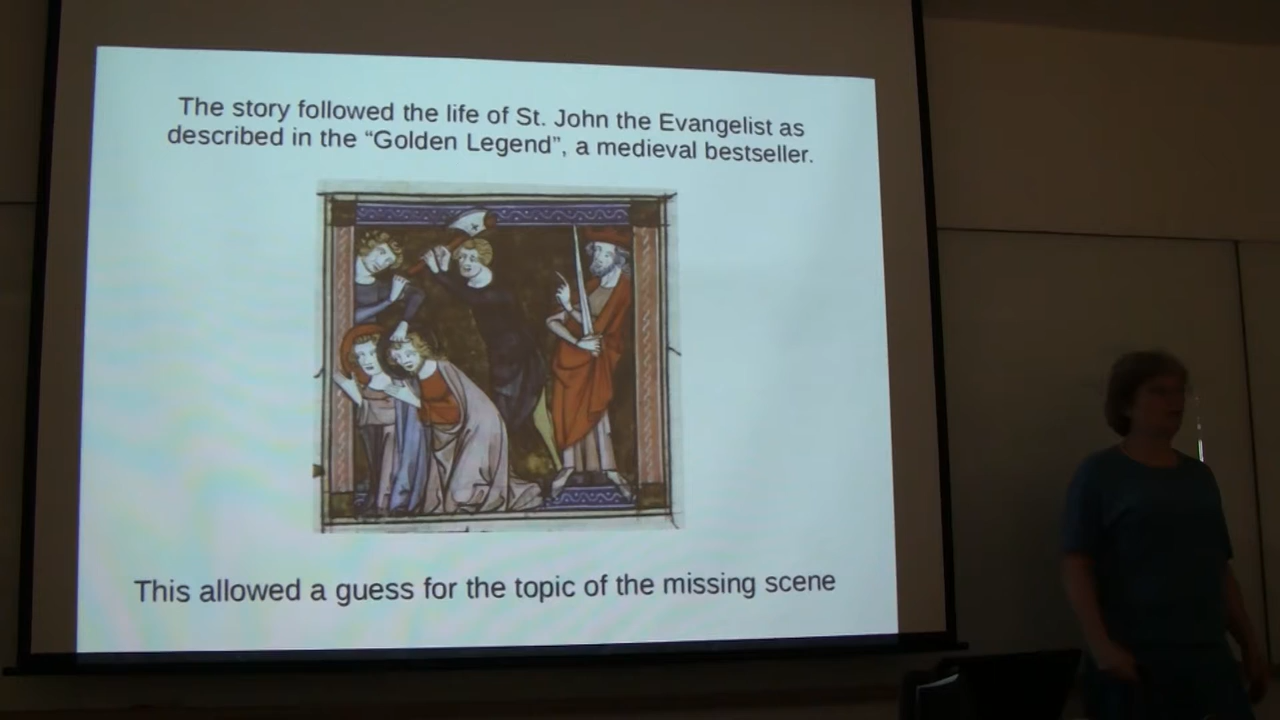 The story followed the life of St. John the Evangelist as
described in the “Golden Legend”, a medieval bestseller.
This allowed a guess for the topic of the missing scene